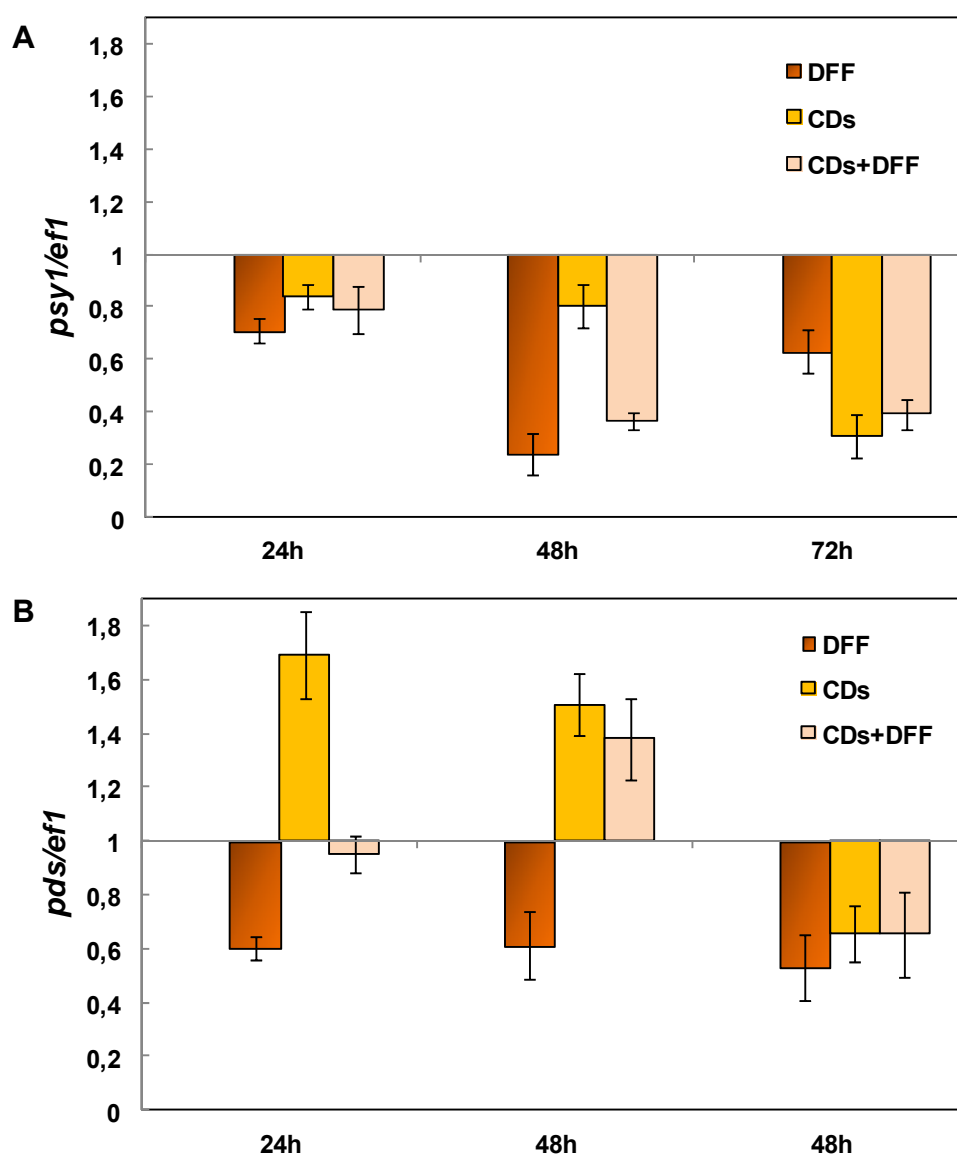 A
1,8
1,6
1,4
1,2
1
0,8
0,6
0,4
0,2
0
psy1/ef1
DFF
CDs
CDs+DFF
24h 48h 72h
B
1,8
1,6
1,4
1,2
1
0,8
0,6
0,4
0,2
0
pds/ef1
DFF
CDs
CDs+DFF
24h 48h 48h